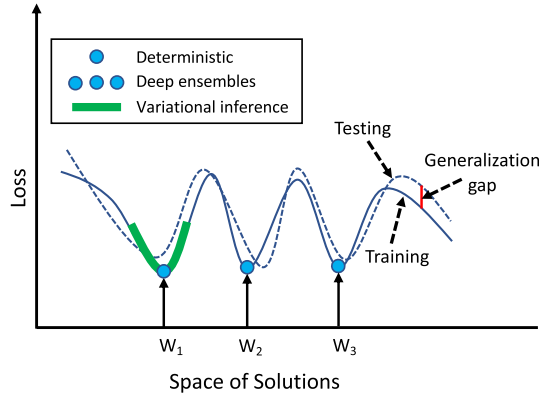 Deterministic
Deep ensembles
Variational inference
Testing
Generalization
gap
Loss
Training
W1
W2
W3
Space of Solutions